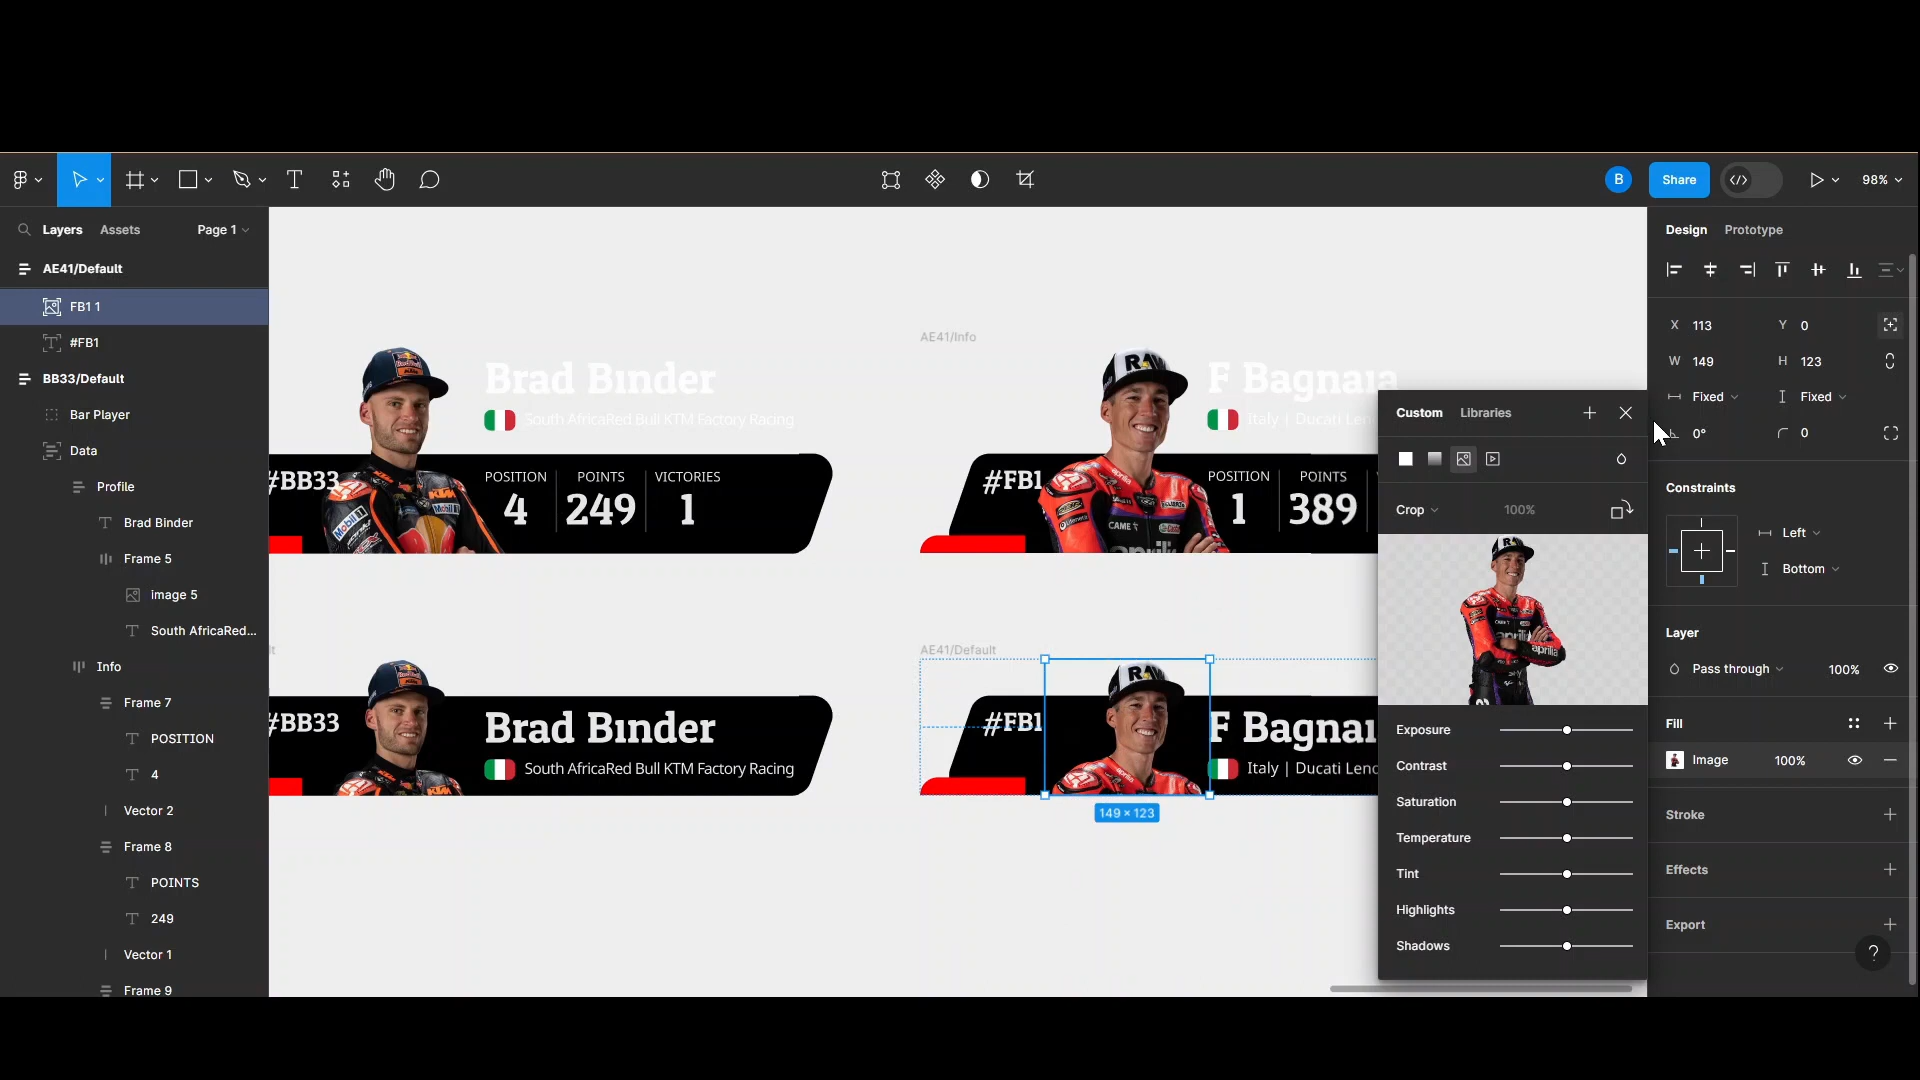 B
Share
98%
Layers
Assets
Page 1
AE41/Default
FB1 1
#FB1
BB33/Default
Bar Player
Data
Profile
Brad Binder
Frame 5
image 5
South AfricaRed...
Info
Frame 7
POSITION
4
Vector 2
Frame 8
POINTS
249
Vector 1
Frame 9
Brad Bınder
South AfricaRed Bull KTM Factory Racing
#BB33
POSITION
POINTS
VICTORIES
4
249
1
AE41/Info
F Bagnaıa
Italy | Ducati Len
#FB1
POSITION
POINTS
1
389
#BB33
Brad Bınder
South AfricaRed Bull KTM Factory Racing
AE41/Default
#FB1
F Bagnaı
Italy | Ducati Leno
149 × 123
Custom
Libraries
Crop
100%
Exposure
Contrast
Saturation
Temperature
Tint
Highlights
Shadows
Design
Prototype
X 113
Y 0
W 149
H 123
Fixed
Fixed
0°
0
Constraints
Left
Bottom
Layer
Pass through
100%
Fill
Image
100%
Stroke
Effects
Export
?